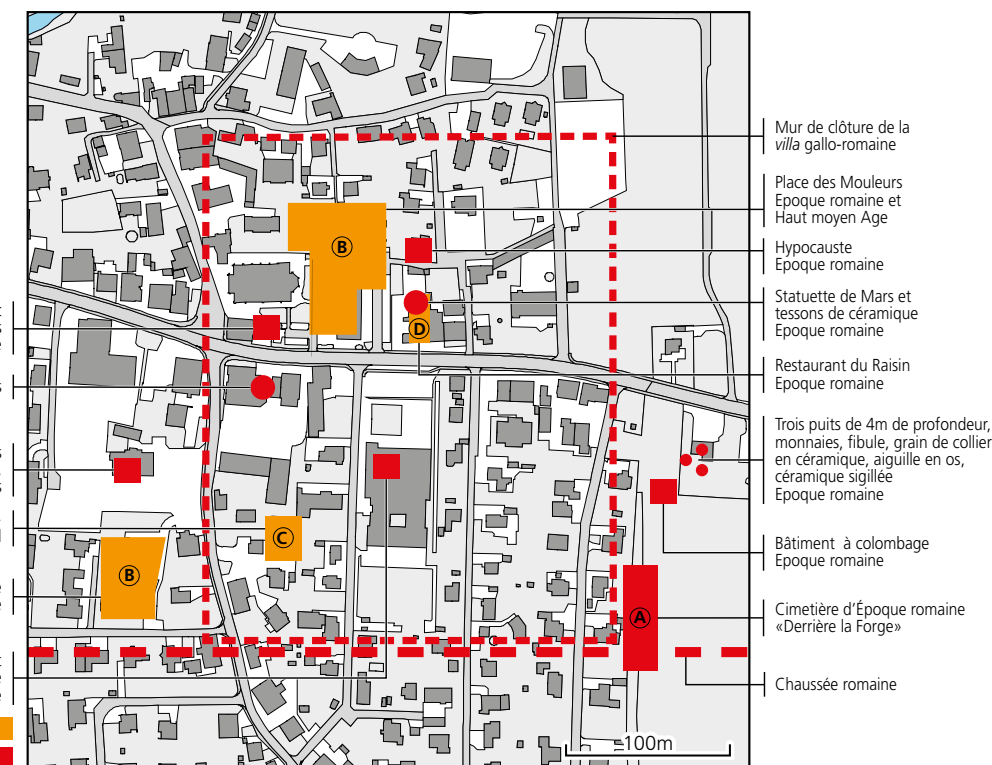 Mur de clôture de la
villa gallo-romaine
Place des Mouleurs
Epoque romaine et
Haut moyen Age
Hypocauste
Epoque romaine
Statuette de Mars et
tessons de céramique
Epoque romaine
Restaurant du Raisin
Epoque romaine
Trois puits de 4m de profondeur,
monnaies, fibule, grain de collier
en céramique, aiguille en os,
céramique sigillée
Epoque romaine
Bâtiment à colombage
Epoque romaine
Cimetière d'Époque romaine
«Derrière la Forge»
Chaussée romaine
B
D
C
B
A
100m